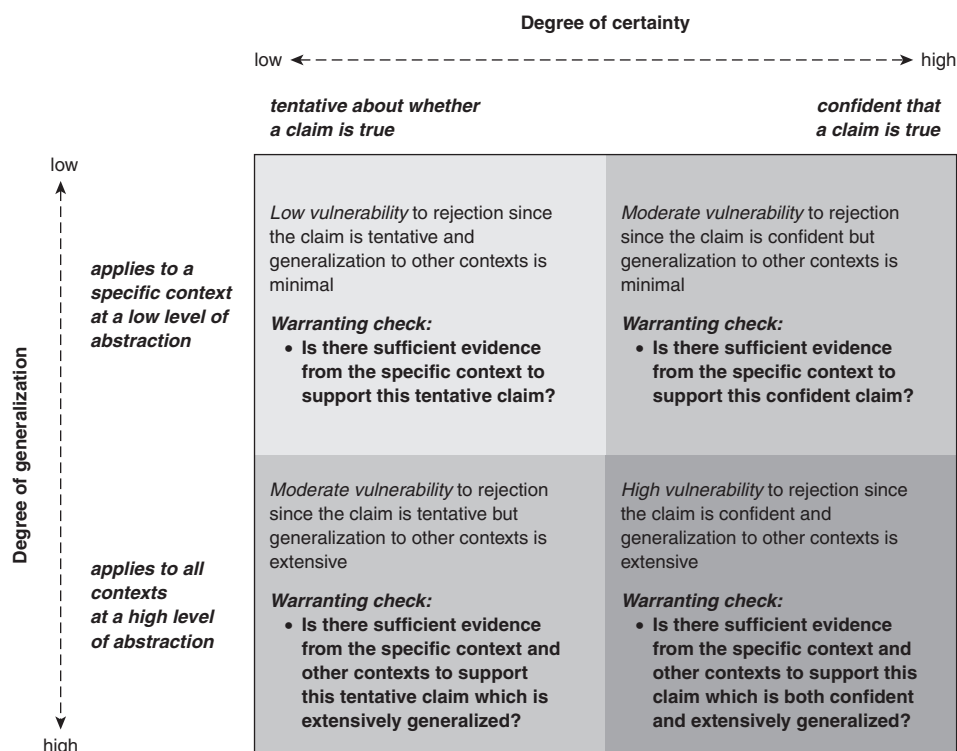 Degree of certainty
low
high
tentative about whether
a claim is true
confident that
a claim is true
low
Degree of generalization
applies to a
specific context
at a low level of
abstraction
Low vulnerability to rejection since
the claim is tentative and
generalization to other contexts is
minimal
Warranting check:
• Is there sufficient evidence
from the specific context to
support this tentative claim?
Moderate vulnerability to rejection
since the claim is confident but
generalization to other contexts is
minimal
Warranting check:
• Is there sufficient evidence
from the specific context to
support this confident claim?
applies to all
contexts
at a high level
of abstraction
Moderate vulnerability to rejection
since the claim is tentative but
generalization to other contexts is
extensive
Warranting check:
• Is there sufficient evidence
from the specific context and
other contexts to support
this tentative claim which is
extensively generalized?
High vulnerability to rejection since
the claim is confident and
generalization to other contexts is
extensive
Warranting check:
• Is there sufficient evidence
from the specific context and
other contexts to support this
claim which is both confident
and extensively generalized?
high